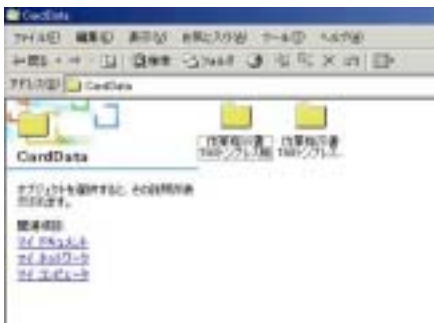 CardData
ファイル(F) 編集(E) 表示(V) お気に入り(A) ツール(T) ヘルプ(H)
戻る 検索 フォルダ
アドレス(D) CardData
作業指示書 作業指示書
CardData
オブジェクトを選択すると、その説明が表
示されます。
関連項目:
マイ ドキュメント
マイ ネットワーク
マイ コンピュータ